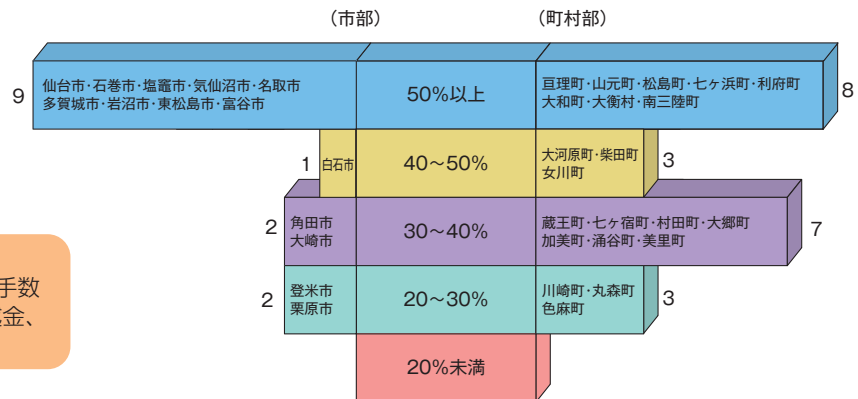 (市部)
(町村部)
9
仙台市・石巻市・塩竈市・気仙沼市・名取市
多賀城市・岩沼市・東松島市・富谷市
50%以上
亘理町・山元町・松島町・七ヶ浜町・利府町
大和町・大衡村・南三陸町
8
1
白石市
40〜50%
大河原町・柴田町
女川町
3
2
角田市
大崎市
30〜40%
蔵王町・七ヶ宿町・村田町・大郷町
加美町・涌谷町・美里町
7
2
登米市
栗原市
20〜30%
川崎町・丸森町
色麻町
3
20%未満
手数
金、